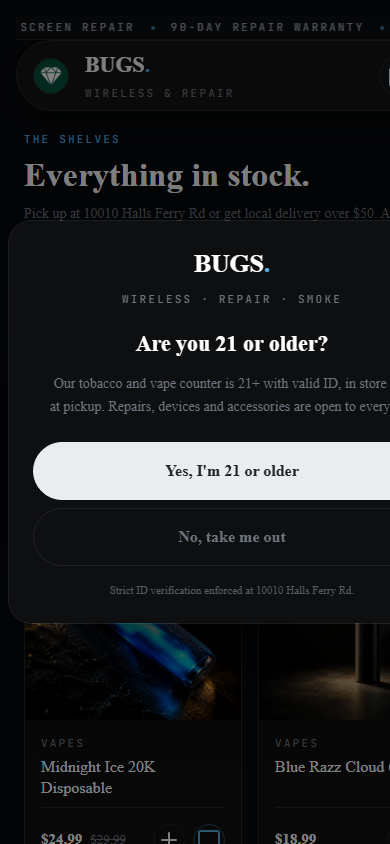 SCREEN REPAIR • 90-DAY REPAIR WARRANTY •
BUGS.
WIRELESS & REPAIR
THE SHELVES
Everything in stock.
Pick up at 10010 Halls Ferry Rd or get local delivery over $50. A
BUGS.
WIRELESS · REPAIR · SMOKE
Are you 21 or older?
Our tobacco and vape counter is 21+ with valid ID, in store
at pickup. Repairs, devices and accessories are open to every
Yes, I'm 21 or older
No, take me out
Strict ID verification enforced at 10010 Halls Ferry Rd.
VAPES
Midnight Ice 20K
Disposable
$24.99 $29.99
VAPES
Blue Razz Cloud
$18.99